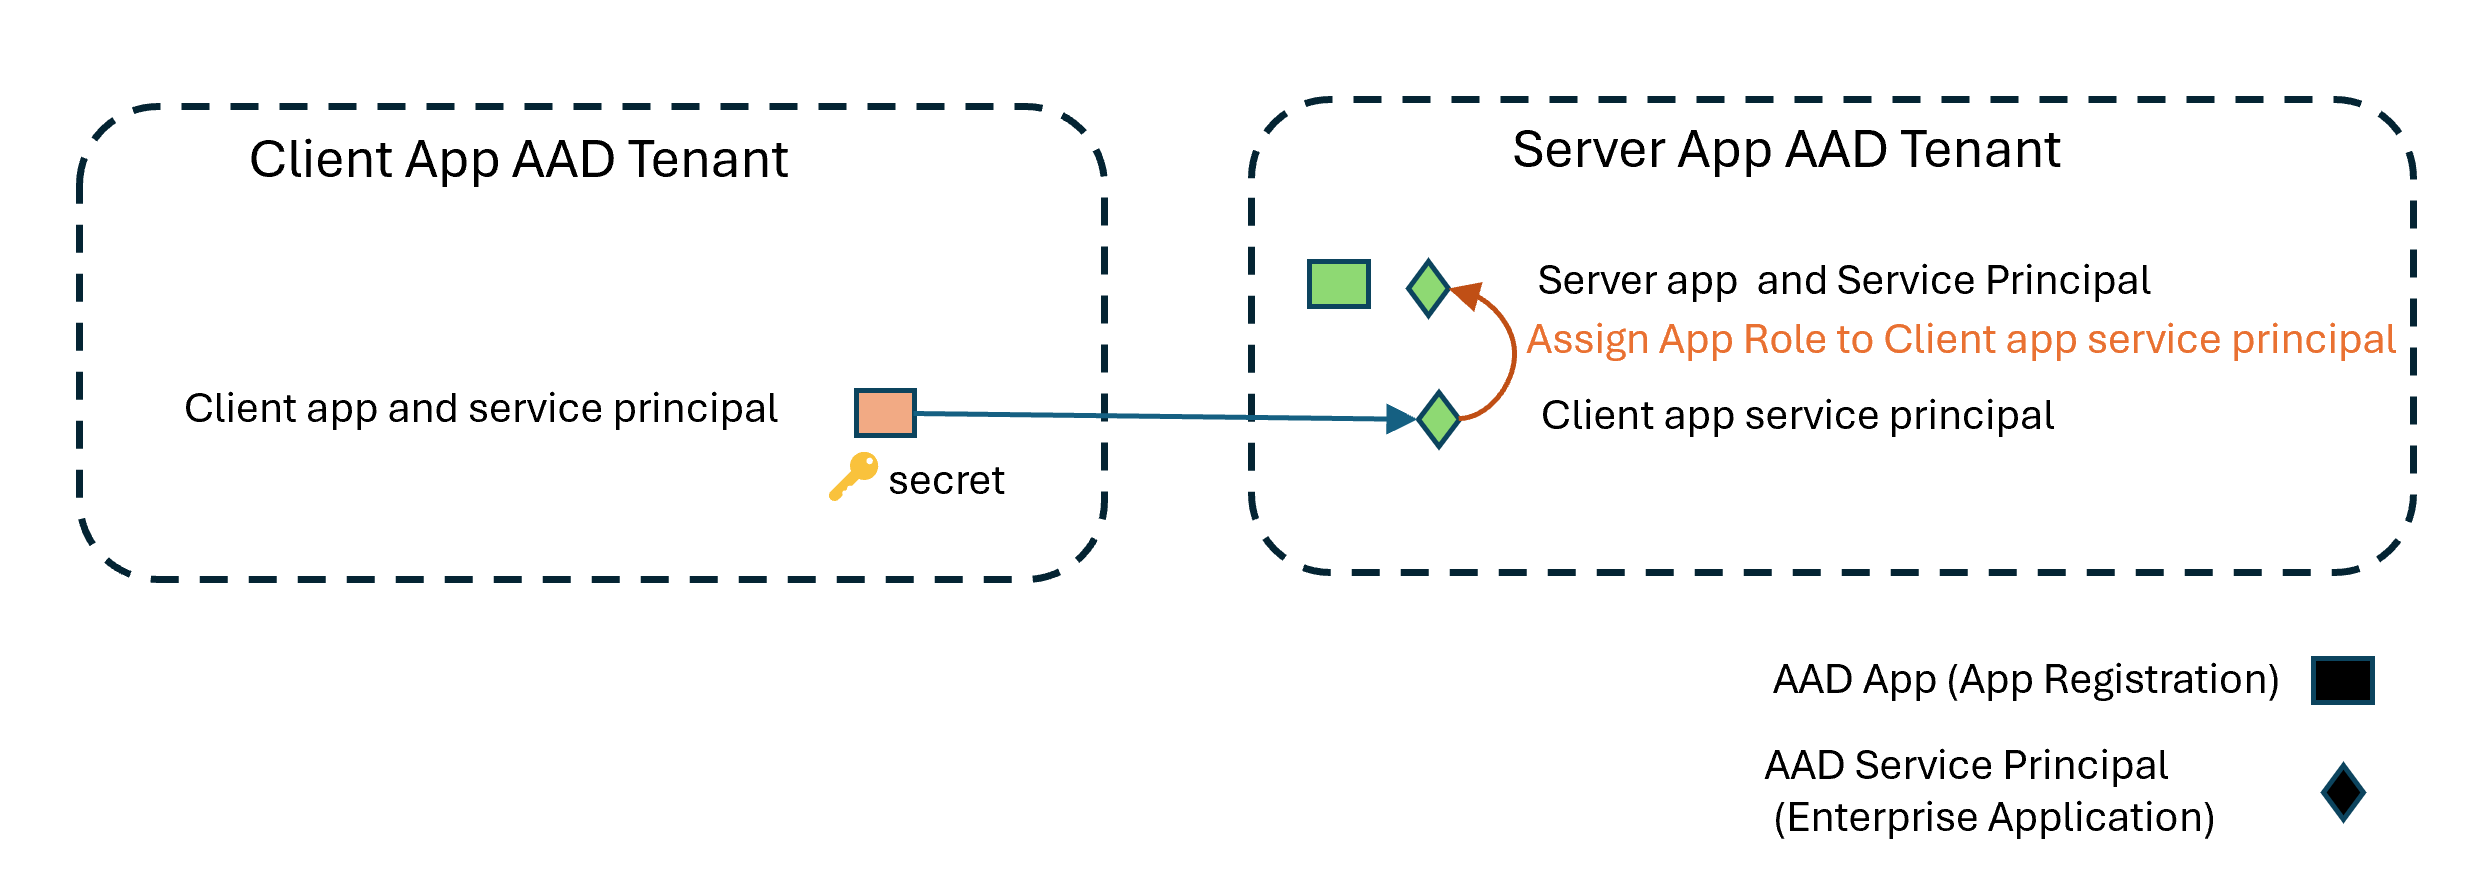 Client App AAD Tenant
Client app and service principal
secret
Server App AAD Tenant
Server app  and Service Principal
Assign App Role to Client app service principal
Client app service principal
AAD App (App Registration)
AAD Service Principal
(Enterprise Application)